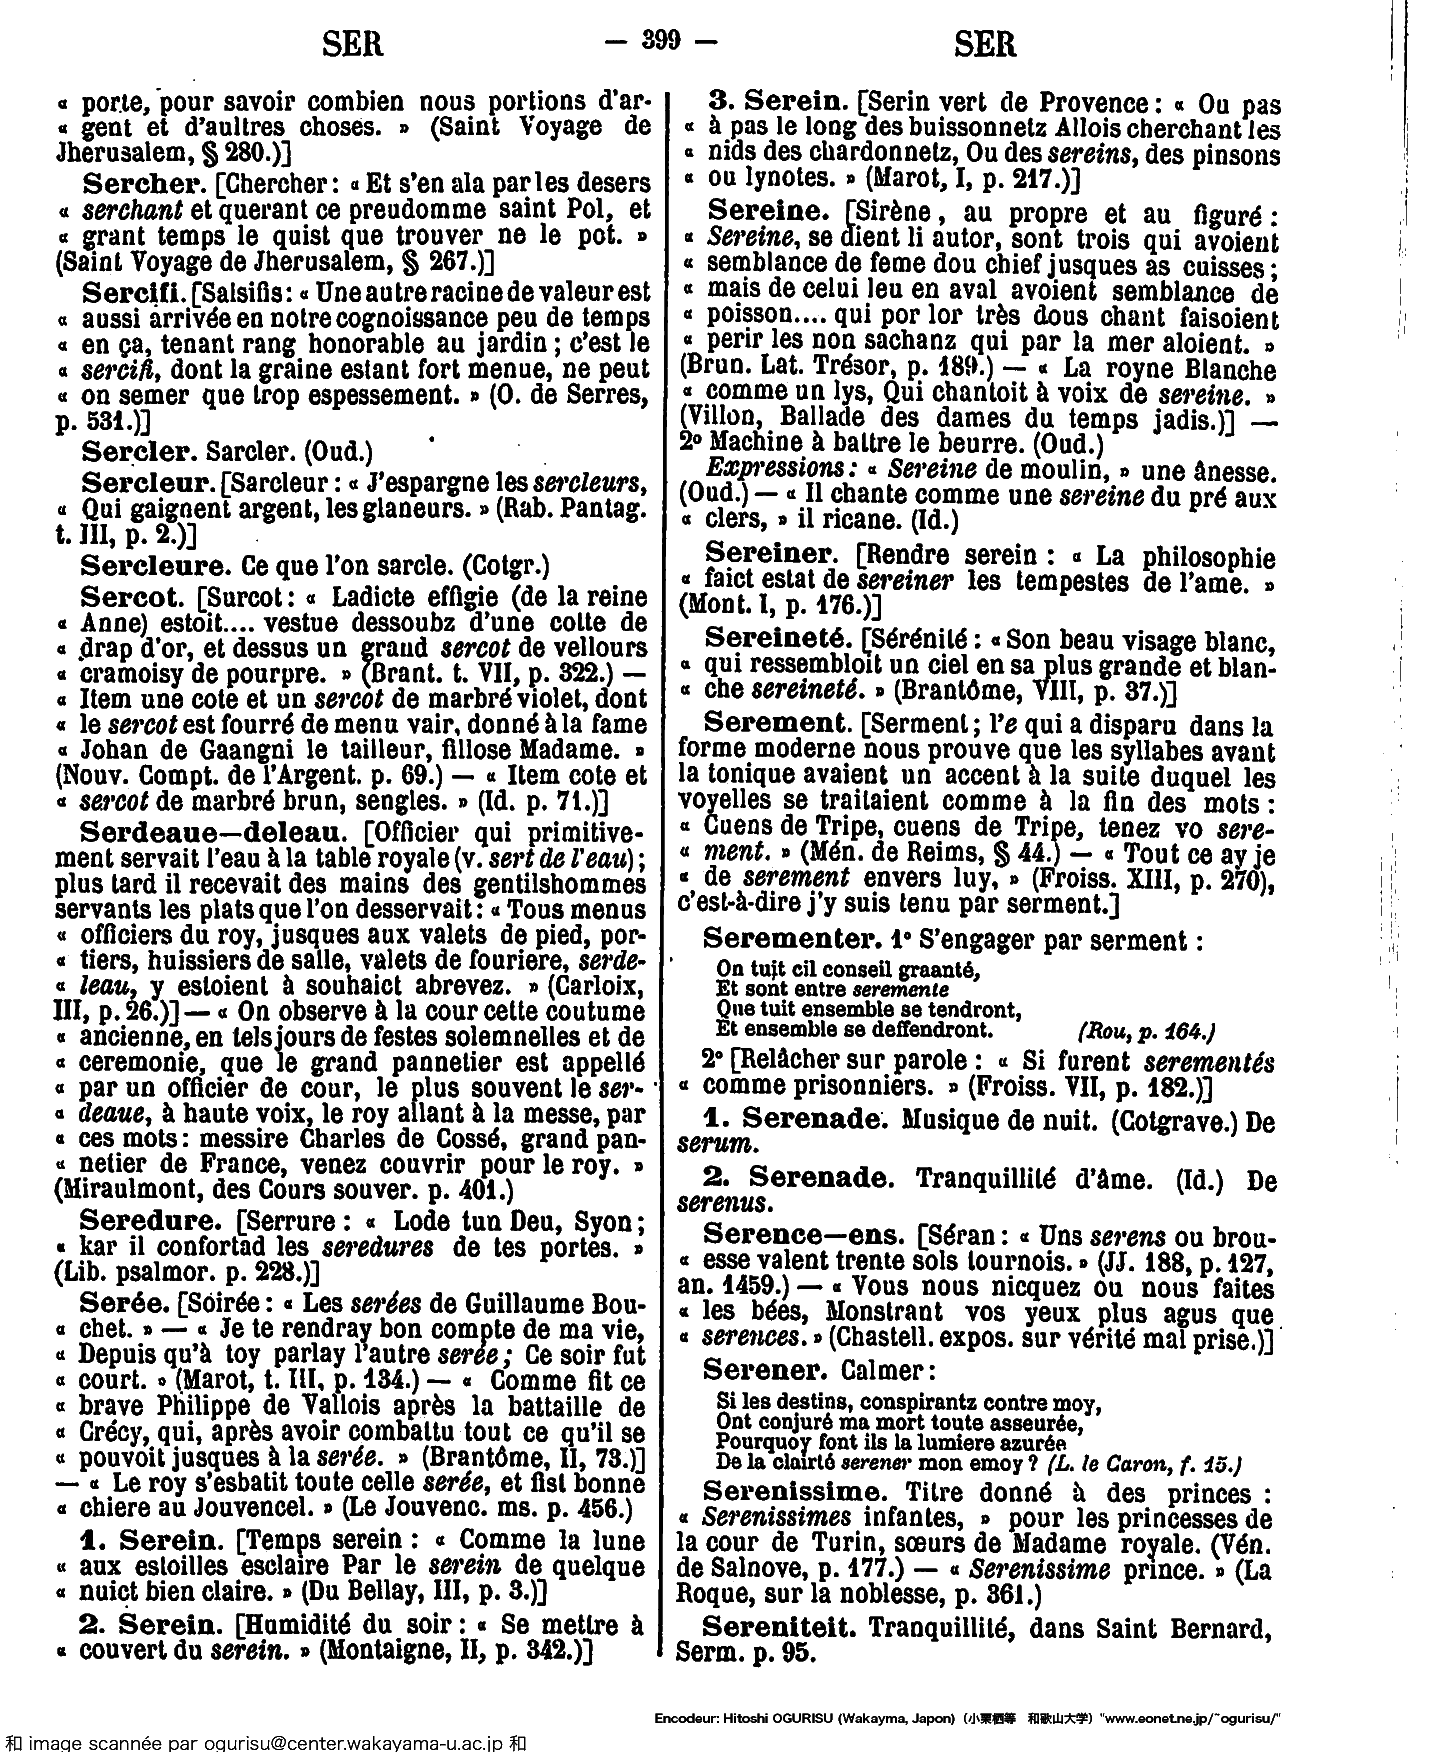 SER
— 399 —
SER
« porte, pour savoir combien nous portions d'ar-
« gent et d'aultres choses. » (Saint Voyage de
Jherusalem, § 280.)]
Sercher. [Chercher : « Et s'en ala par les desers
« serchant et querant ce preudomme saint Pol, et
« grant temps le quist que trouver ne le pot. »
(Saint Voyage de Jherusalem, § 267.)]
Sercifi. [Salsifis : « Une autre racine de valeur est
« aussi arrivée en notre cognoissance peu de temps
« en ça, tenant rang honorable au jardin ; c'est le
« sercifi, dont la graine estant fort menue, ne peut
« on semer que trop espessement. » (O. de Serres,
p. 531.)]
Sercler. Sarcler. (Oud.)
Sercleur. [Sarcleur : « J'espargne les sercleurs,
« Qui gaignent argent, les glaneurs. » (Rab. Pantag.
t. III, p. 2.)]
Sercleure. Ce que l'on sarcle. (Cotgr.)
Sercot. [Surcot : « Ladicte effigie (de la reine
« Anne) estoit.... vestue dessoubz d'une cotte de
« drap d'or, et dessus un grand sercot de vellours
« cramoisy de pourpre. » (Brant. t. VII, p. 322.) —
« Item une cote et un sercot de marbré violet, dont
« le sercot est fourré de menu vair, donné à la fame
« Johan de Gaangni le tailleur, fillose Madame. »
(Nouv. Compt. de l'Argent. p. 69.) — « Item cote et
« sercot de marbré brun, sengles. » (Id. p. 71.)]
Serdeaue—deleau. [Officier qui primitive-
ment servait l'eau à la table royale (v. sert de l'eau) ;
plus tard il recevait des mains des gentilshommes
servants les plats que l'on desservait : « Tous menus
« officiers du roy, jusques aux valets de pied, por-
« tiers, huissiers de salle, valets de fouriere, serde-
« leau, y estoient à souhaict abrevez. » (Carloix,
III, p. 26.)] — « On observe à la cour cette coutume
« ancienne, en tels jours de festes solemnelles et de
« ceremonie, que le grand pannetier est appellé
« par un officier de cour, le plus souvent le ser-
« deaue, à haute voix, le roy allant à la messe, par
« ces mots : messire Charles de Cossé, grand pan-
« netier de France, venez couvrir pour le roy. »
(Miraulmont, des Cours souver. p. 401.)
Seredure. [Serrure : « Lode tun Deu, Syon ;
« kar il confortad les seredures de tes portes. »
(Lib. psalmor. p. 228.)]
Serée. [Soirée : « Les serées de Guillaume Bou-
« chet. » — « Je te rendray bon compte de ma vie,
« Depuis qu'à toy parlay l'autre serée ; Ce soir fut
« court. » (Marot, t. III, p. 134.) — « Comme fit ce
« brave Philippe de Vallois après la battaille de
« Crécy, qui, après avoir combattu tout ce qu'il se
« pouvoit jusques à la serée. » (Brantôme, II, 73.)]
— « Le roy s'esbatit toute celle serée, et fist bonne
« chiere au Jouvencel. » (Le Jouvenc. ms. p. 456.)
1. Serein. [Temps serein : « Comme la lune
« aux estoilles esclaire Par le serein de quelque
« nuict bien claire. » (Du Bellay, III, p. 3.)]
2. Serein. [Humidité du soir : « Se mettre à
« couvert du serein. » (Montaigne, II, p. 342.)]
3. Serein. [Serin vert de Provence : « Ou pas
« à pas le long des buissonnetz Allois cherchant les
« nids des chardonnetz, Ou des sereins, des pinsons
« ou lynotes. » (Marot, I, p. 217.)]
Sereine. [Sirène, au propre et au figuré :
« Sereine, se dient li autor, sont trois qui avoient
« semblance de feme dou chief jusques as cuisses ;
« mais de celui leu en aval avoient semblance de
« poisson.... qui por lor très dous chant faisoient
« perir les non sachanz qui par la mer aloient. »
(Brun. Lat. Trésor, p. 189.) — « La royne Blanche
« comme un lys, Qui chantoit à voix de sereine. »
(Villon, Ballade des dames du temps jadis.)] —
2º Machine à battre le beurre. (Oud.)
Expressions : « Sereine de moulin, » une ânesse.
(Oud.) — « Il chante comme une sereine du pré aux
« clers, » il ricane. (Id.)
Sereiner. [Rendre serein : « La philosophie
« faict estat de sereiner les tempestes de l'ame. »
(Mont. I, p. 176.)]
Sereineté. [Sérénité : « Son beau visage blanc,
« qui ressembloit un ciel en sa plus grande et blan-
« che sereineté. » (Brantôme, VIII, p. 37.)]
Serement. [Serment ; l'e qui a disparu dans la
forme moderne nous prouve que les syllabes avant
la tonique avaient un accent à la suite duquel les
voyelles se traitaient comme à la fin des mots :
« Cuens de Tripe, cuens de Tripe, tenez vo sere-
« ment. » (Mén. de Reims, § 44.) — « Tout ce ay je
« de serement envers luy, » (Froiss. XIII, p. 270),
c'est-à-dire j'y suis tenu par serment.]
Serementer. 1º S'engager par serment :
On tuit cil conseil graanté,
Et sont entre seremente
Que tuit ensemble se tendront,
Et ensemble se deffendront. (Rou, p. 164.)
2º [Relâcher sur parole : « Si furent serementés
« comme prisonniers. » (Froiss. VII, p. 182.)]
1. Serenade. Musique de nuit. (Cotgrave.) De
serum.
2. Serenade. Tranquillité d'âme. (Id.) De
serenus.
Serence—ens. [Séran : « Uns serens ou brou-
« esse valent trente sols tournois. » (JJ. 188, p. 127,
an. 1459.) — « Vous nous nicquez ou nous faites
« les bées, Monstrant vos yeux plus agus que
« serences. » (Chastell. expos. sur vérité mal prise.)]
Serener. Calmer :
Si les destins, conspirantz contre moy,
Ont conjuré ma mort toute asseurée,
Pourquoy font ils la lumiere azurée
De la clairté serener mon emoy ? (L. le Caron, f. 15.)
Serenissime. Titre donné à des princes :
« Serenissimes infantes, » pour les princesses de
la cour de Turin, sœurs de Madame royale. (Vén.
de Salnove, p. 177.) — « Serenissime prince. » (La
Roque, sur la noblesse, p. 361.)
Sereniteit. Tranquillité, dans Saint Bernard,
Serm. p. 95.
Encodeur: Hitoshi OGURISU (Wakayma, Japon) (小栗栖等 和歌山大学) "www.eonet.ne.jp/~ogurisu/"
和 image scannée par ogurisu@center.wakayama-u.ac.jp 和